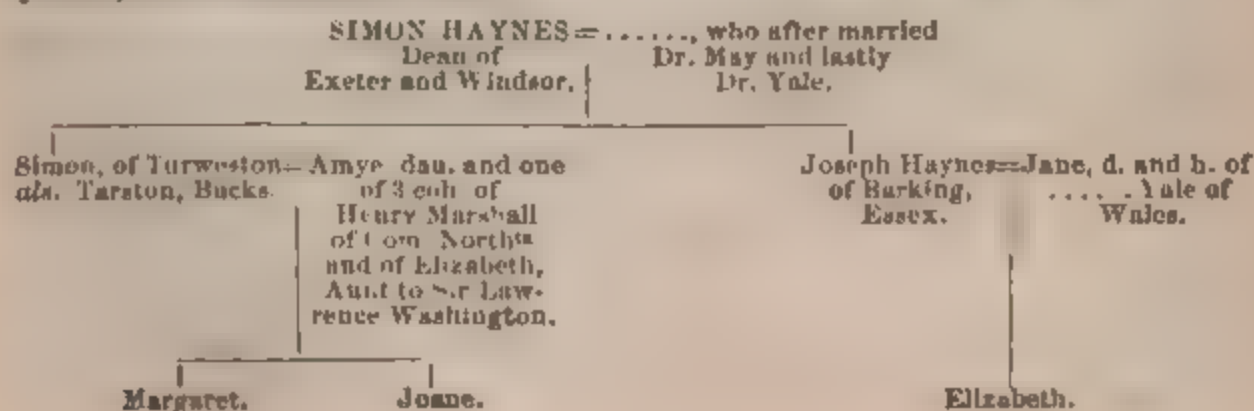 SIMON HAYNES = ......, who after married
Dean of Dr. May and lastly
Exeter and Windsor. Dr. Yale.
Simon, of Turweston = Amye dau. and one
als. Tarston, Bucks. of 3 coh of
Henry Marshall
of Com Northtn
and of Elizabeth,
Aunt to Sir Law-
rence Washington.
Joseph Haynes = Jane, d. and h. of
of Barking, ..... Yale of
Essex. Wales.
Margaret. Joane. Elizabeth.